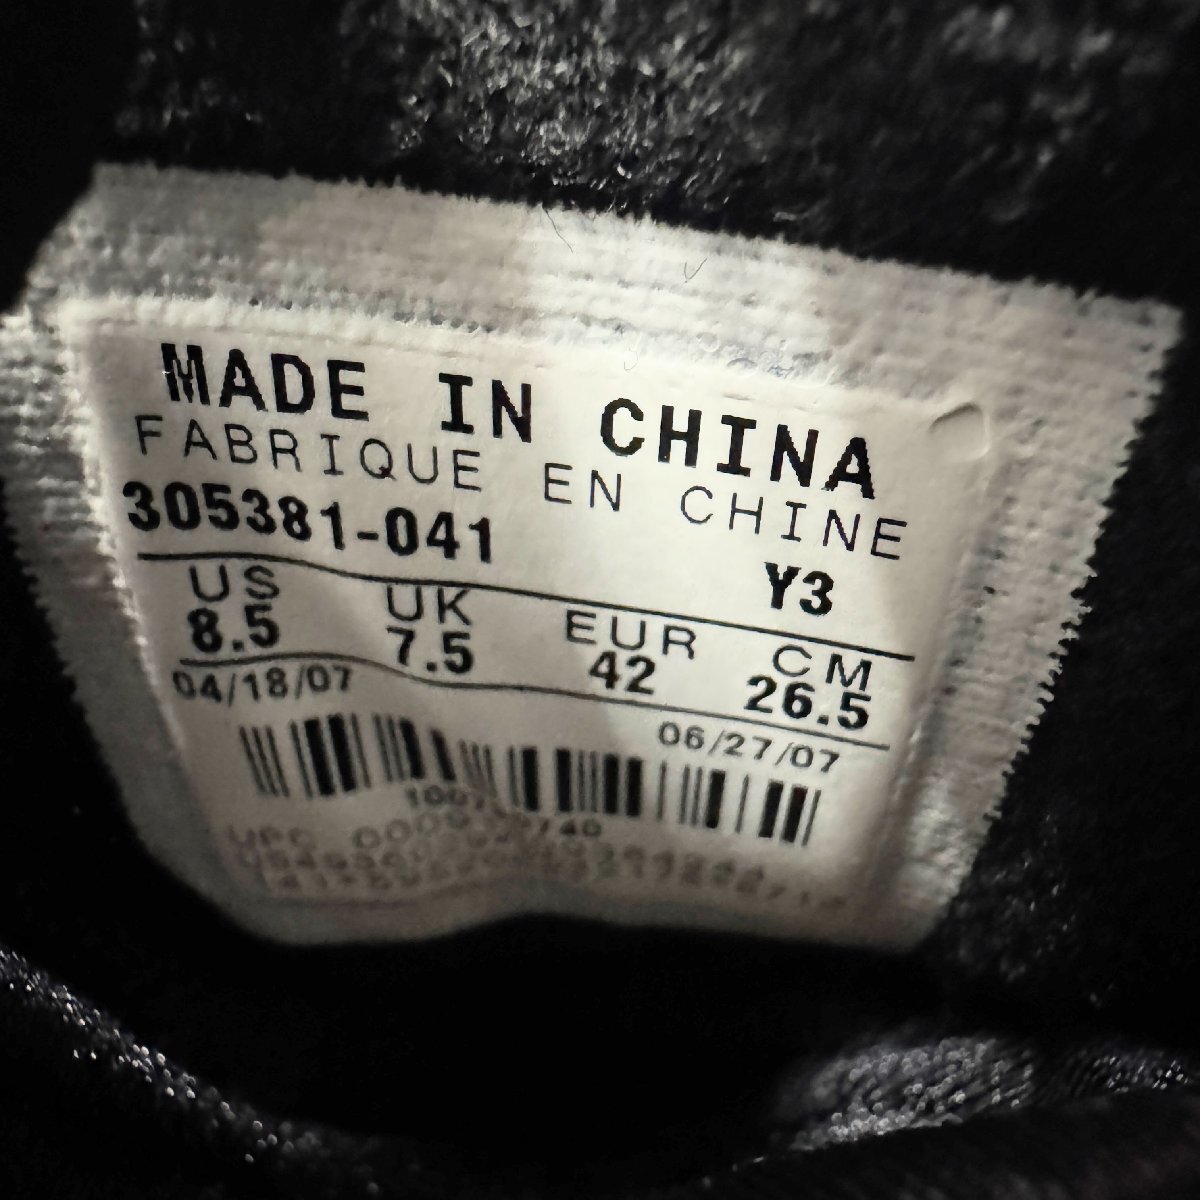 MADE IN CHINA
FABRIQUE EN CHINE
305381-041 Y3
US UK EUR CM
8.5 7.5 42 26.5
04/18/07 06/27/07
UPC